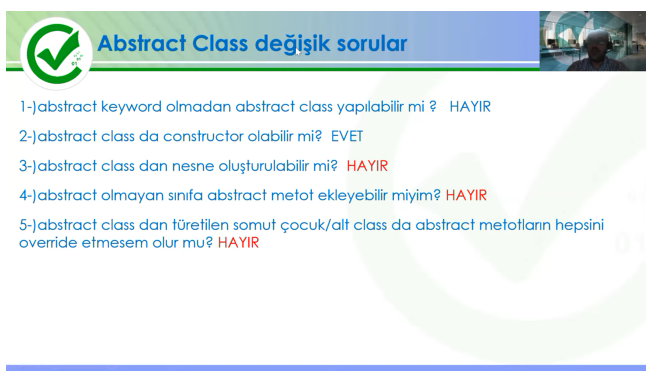 Abstract Class değişik sorular
1-)abstract keyword olmadan abstract class yapılabilir mi ? HAYIR
2-)abstract class da constructor olabilir mi? EVET
3-)abstract class dan nesne oluşturulabilir mi? HAYIR
4-)abstract olmayan sınıfa abstract metot ekleyebilir miyim? HAYIR
5-)abstract class dan türetilen somut çocuk/alt class da abstract metotların hepsini
override etmesem olur mu? HAYIR